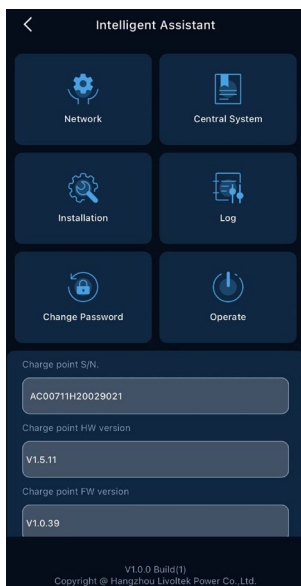 Intelligent Assistant
Network
Central System
Installation
Log
Change Password
Operate
Charge point S/N.
AC00711H20029021
Charge point HW version
V1.5.11
Charge point FW version
V1.0.39
V1.0.0 Build(1)
Copyright @ Hangzhou Livoltek Power Co.,Ltd.